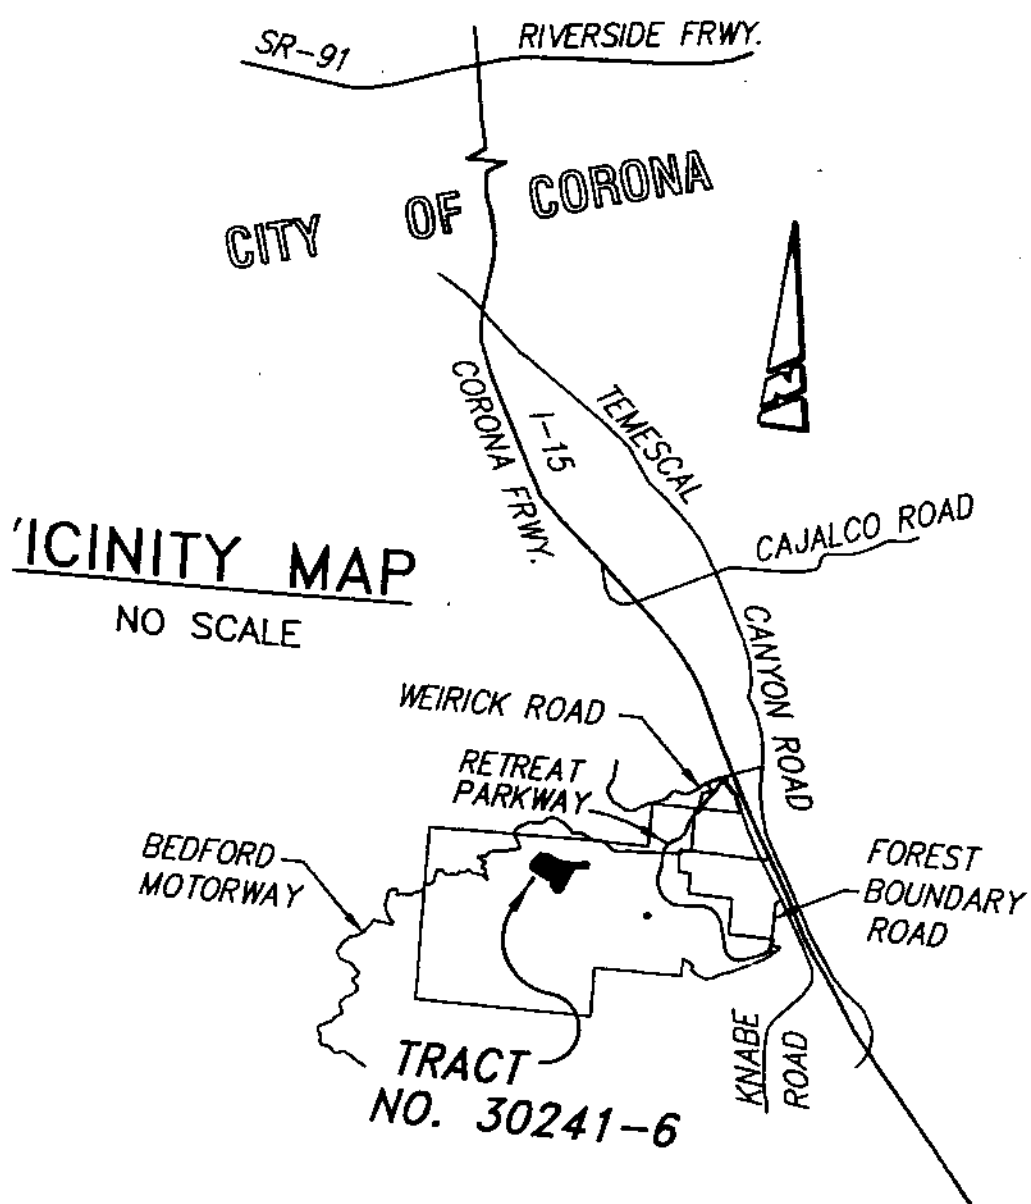 SR-91
RIVERSIDE FRWY.
CITY OF CORONA
CORONA FRWY.
I-15
TEMESCAL
CANYON ROAD
CAJALCO ROAD
'ICINITY MAP
NO SCALE
WEIRICK ROAD
RETREAT
PARKWAY
BEDFORD
MOTORWAY
FOREST
BOUNDARY
ROAD
KNABE
ROAD
TRACT
NO. 30241-6